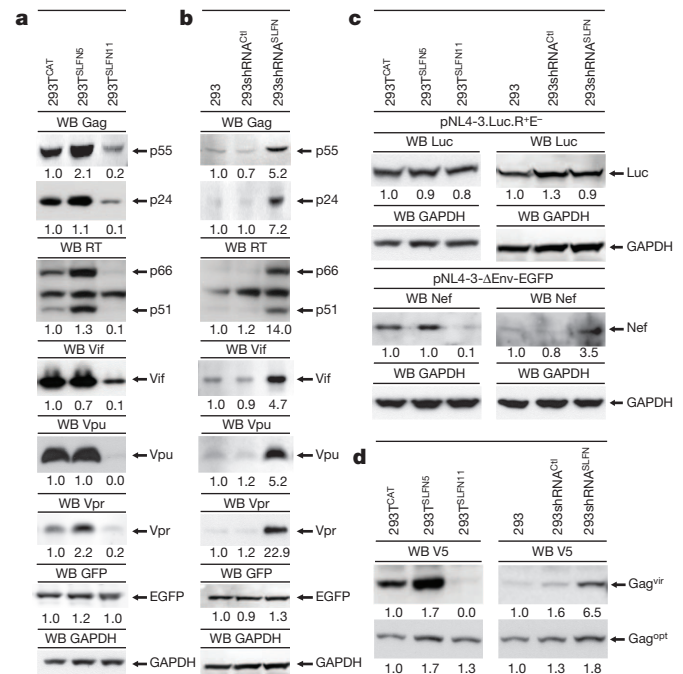 a
293T^CAT
293T^SLFN5
293T^SLFN11
WB Gag
p55
1.0 2.1 0.2
p24
1.0 1.1 0.1
WB RT
p66
p51
1.0 1.3 0.1
WB Vif
Vif
1.0 0.7 0.1
WB Vpu
Vpu
1.0 1.0 0.0
WB Vpr
Vpr
1.0 2.2 0.2
WB GFP
EGFP
1.0 1.2 1.0
WB GAPDH
GAPDH
b
293
293shRNA^Ctl
293shRNA^SLFN
WB Gag
p55
1.0 0.7 5.2
p24
1.0 1.0 7.2
WB RT
p66
p51
1.0 1.2 14.0
WB Vif
Vif
1.0 0.9 4.7
WB Vpu
Vpu
1.0 1.2 5.2
WB Vpr
Vpr
1.0 1.2 22.9
WB GFP
EGFP
1.0 0.9 1.3
WB GAPDH
GAPDH
c
293T^CAT
293T^SLFN5
293T^SLFN11
293
293shRNA^Ctl
293shRNA^SLFN
pNL4-3.Luc.R⁺E⁻
WB Luc WB Luc
Luc
1.0 0.9 0.8 1.0 1.3 0.9
WB GAPDH WB GAPDH
GAPDH
pNL4-3-ΔEnv-EGFP
WB Nef WB Nef
Nef
1.0 1.0 0.1 1.0 0.8 3.5
WB GAPDH WB GAPDH
GAPDH
d
293T^CAT
293T^SLFN5
293T^SLFN11
293
293shRNA^Ctl
293shRNA^SLFN
WB V5 WB V5
Gag^vir
1.0 1.7 0.0 1.0 1.6 6.5
Gag^opt
1.0 1.7 1.3 1.0 1.3 1.8